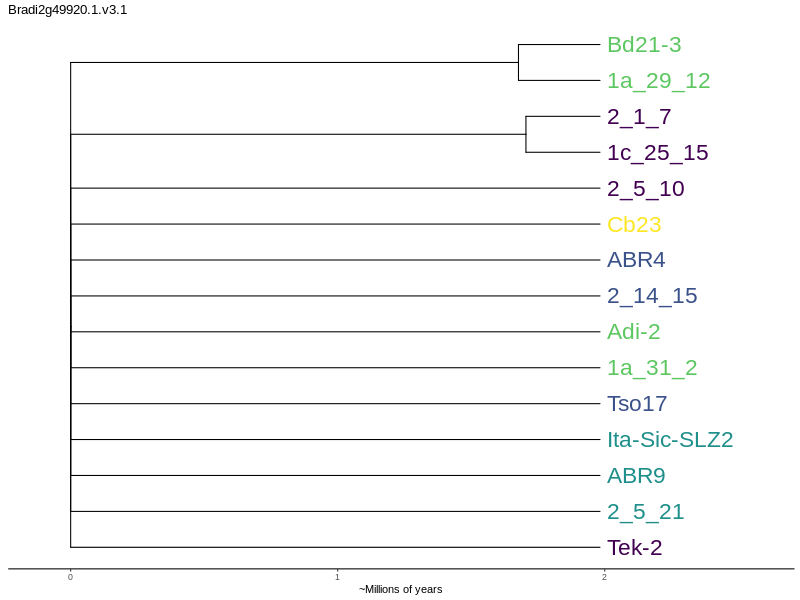 Bradi2g49920.1.v3.1
Bd21-3
1a_29_12
2_1_7
1c_25_15
2_5_10
Cb23
ABR4
2_14_15
Adi-2
1a_31_2
Tso17
Ita-Sic-SLZ2
ABR9
2_5_21
Tek-2
0 1 2
~Millions of years